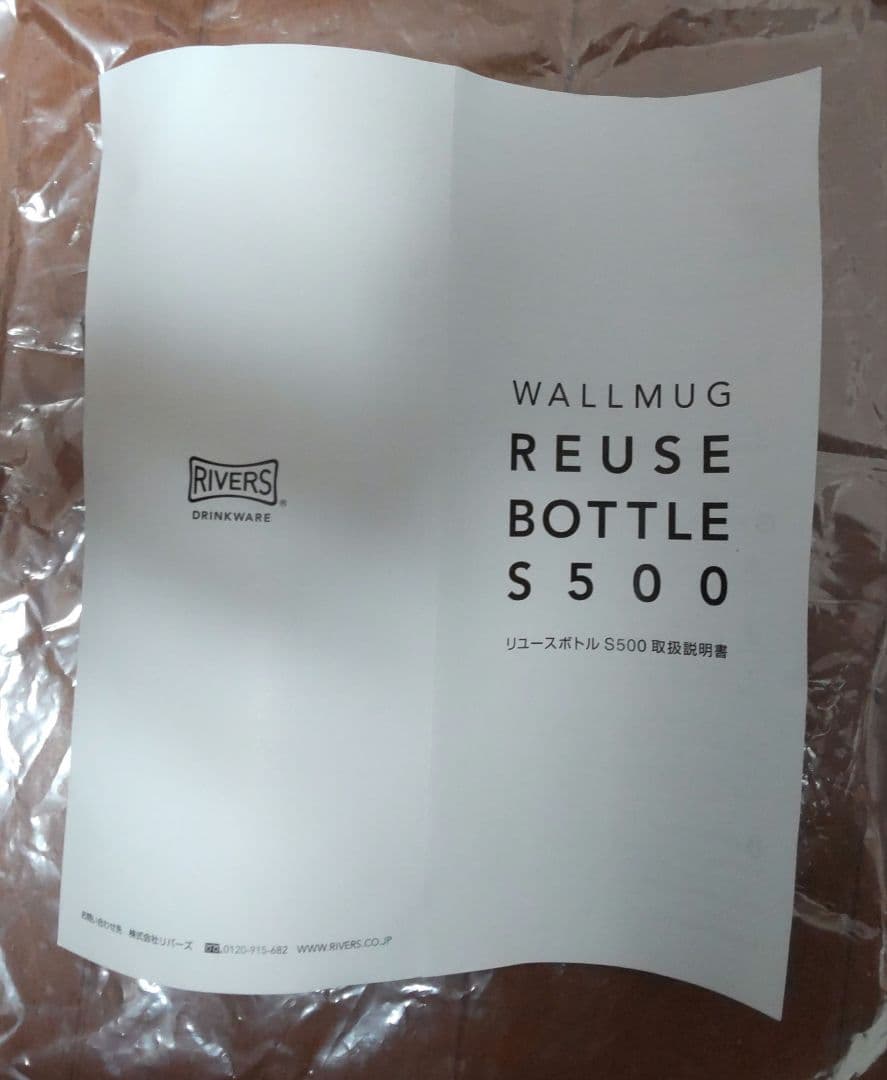 RIVERS®
DRINKWARE
お問い合わせ先 株式会社リバーズ 0120-915-682 WWW.RIVERS.CO.JP
WALLMUG
REUSE
BOTTLE
S500
リユースボトル S500 取扱説明書